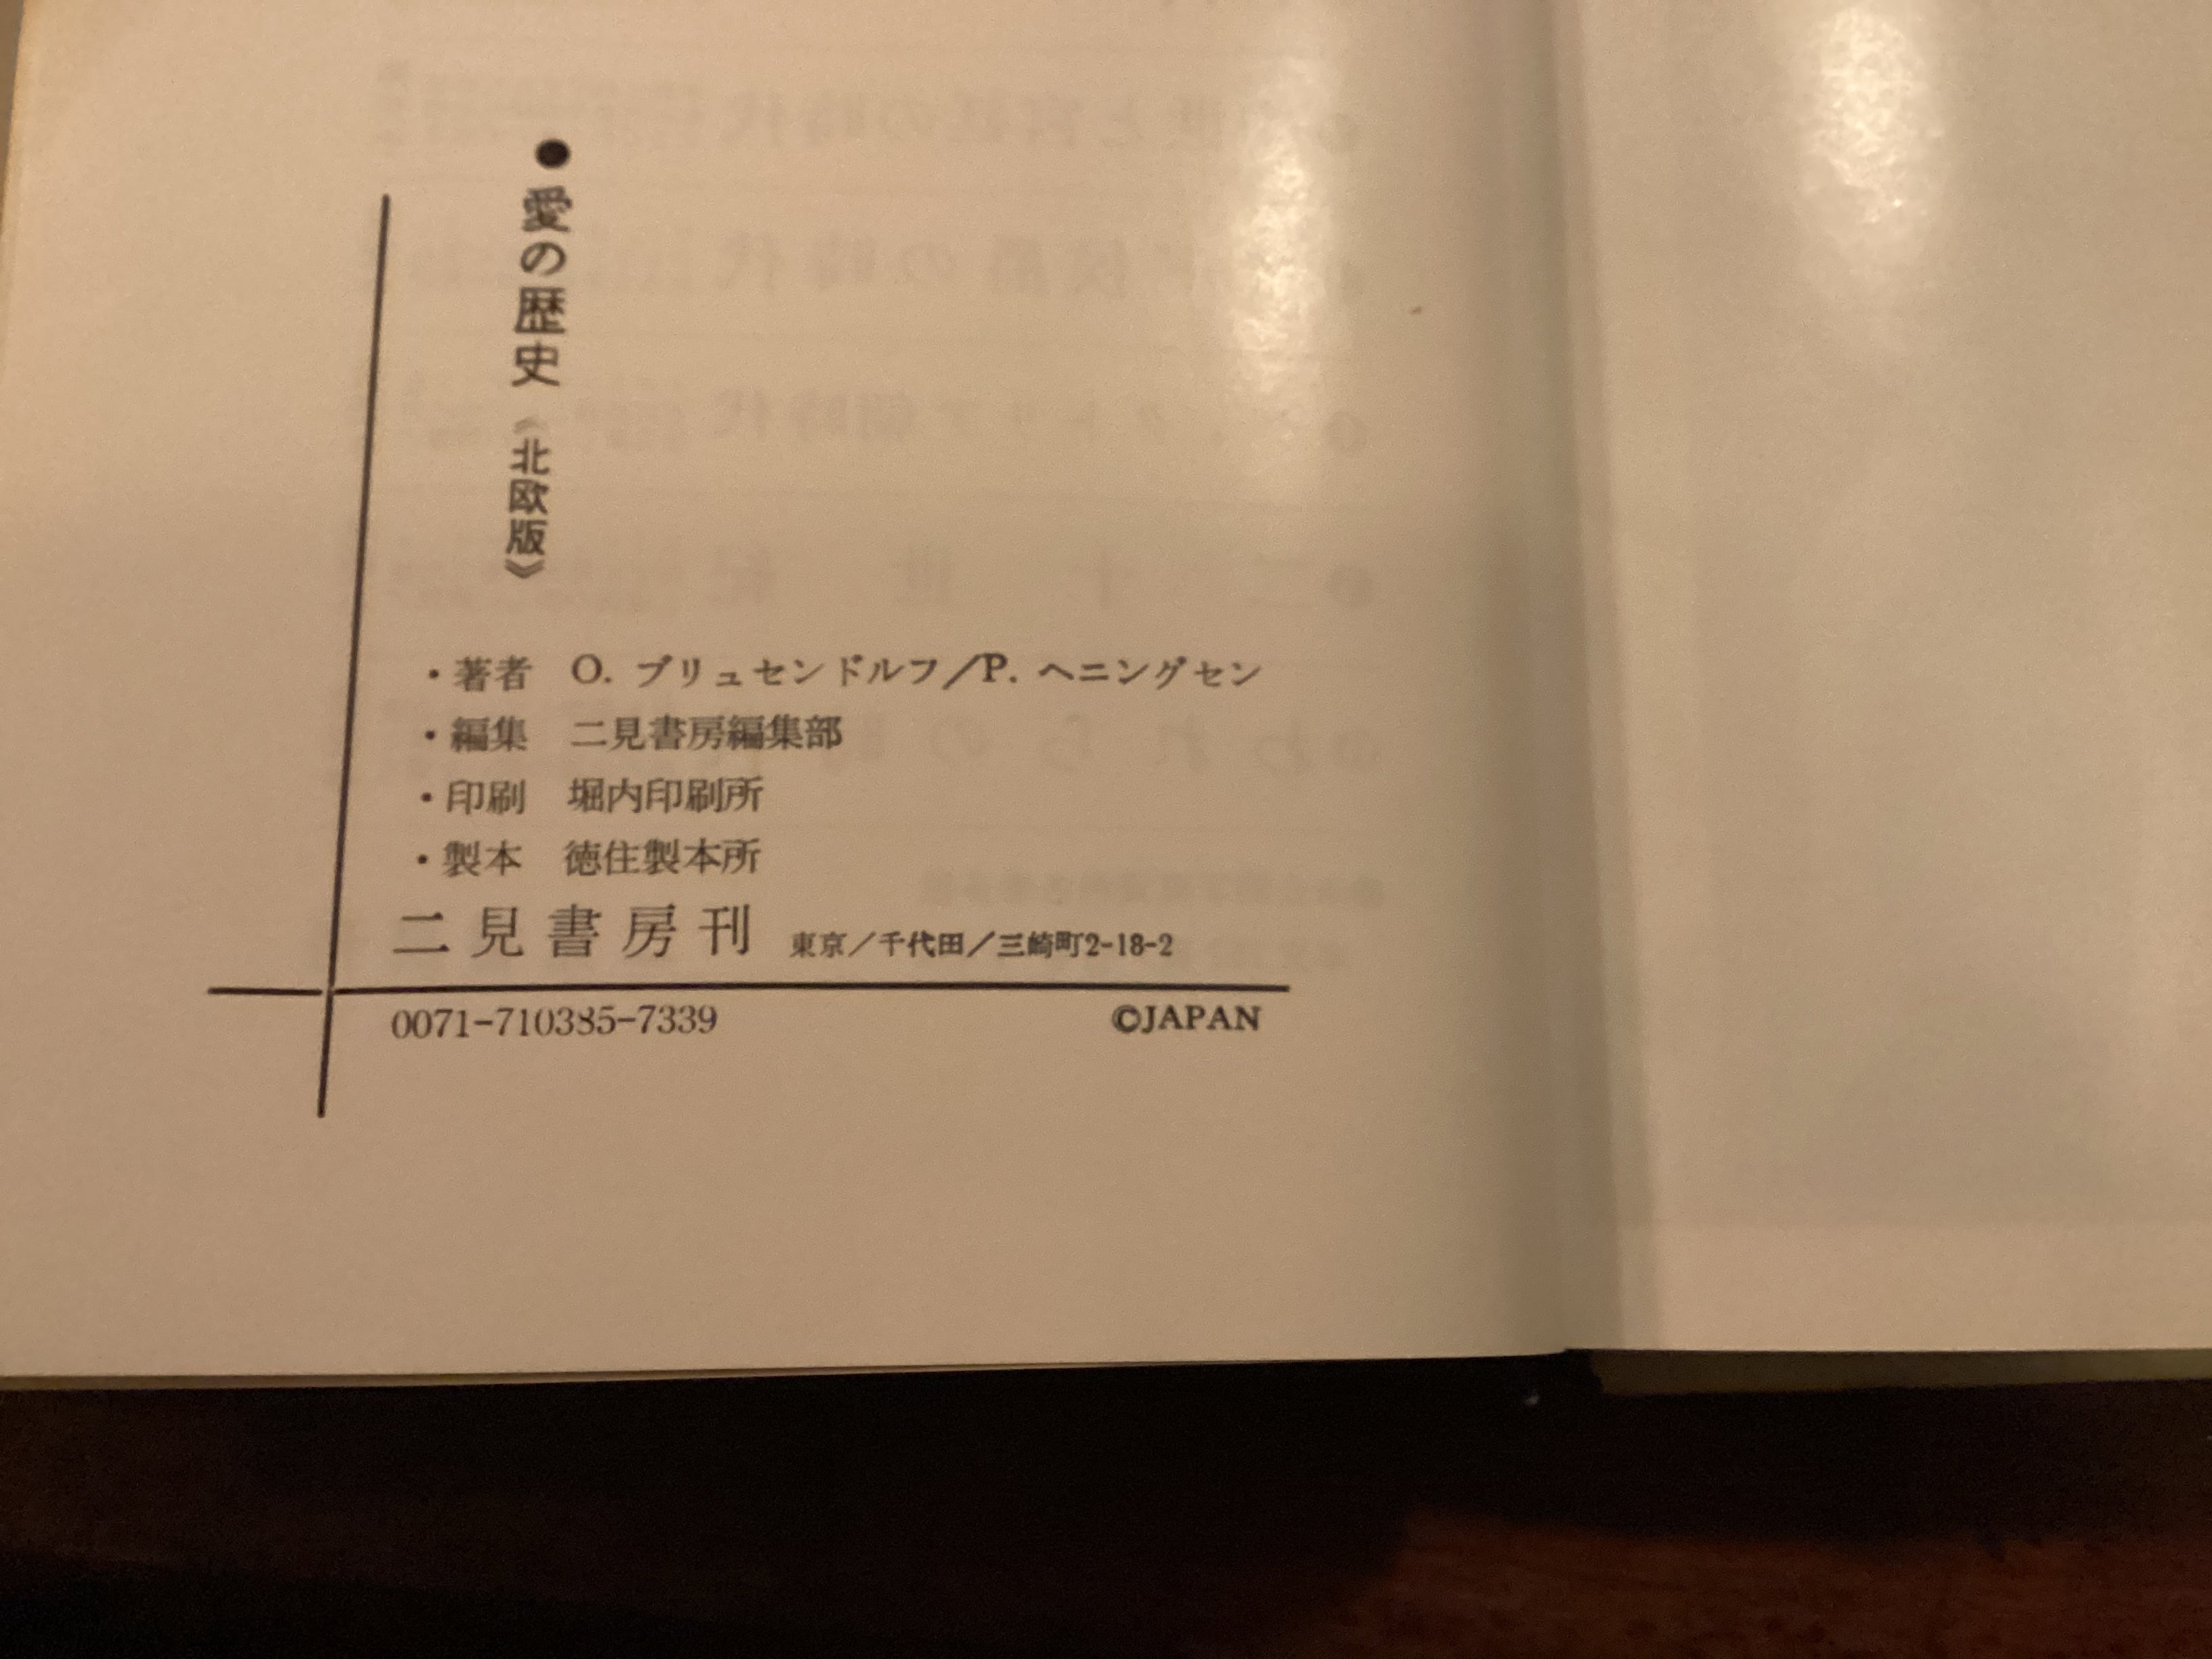 ●愛の歴史《北欧版》
・著者 O. ブリュセンドルフ／P. ヘニングセン
・編集 二見書房編集部
・印刷 堀内印刷所
・製本 徳住製本所
二見書房刊 東京／千代田／三崎町2-18-2
0071-710385-7339 ©JAPAN